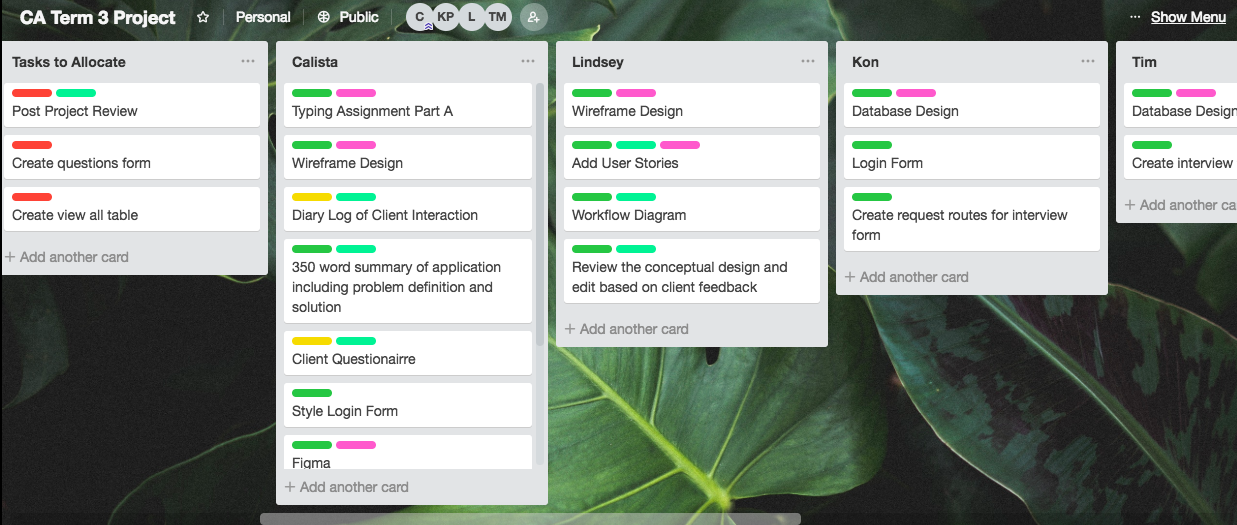 CA Term 3 Project
Personal
Public
C KP L TM
Show Menu
Tasks to Allocate
Post Project Review
Create questions form
Create view all table
+ Add another card
Calista
Typing Assignment Part A
Wireframe Design
Diary Log of Client Interaction
350 word summary of application
including problem definition and
solution
Client Questionairre
Style Login Form
Figma
+ Add another card
Lindsey
Wireframe Design
Add User Stories
Workflow Diagram
Review the conceptual design and
edit based on client feedback
+ Add another card
Kon
Database Design
Login Form
Create request routes for interview
form
+ Add another card
Tim
Database Design
Create interview
+ Add another ca